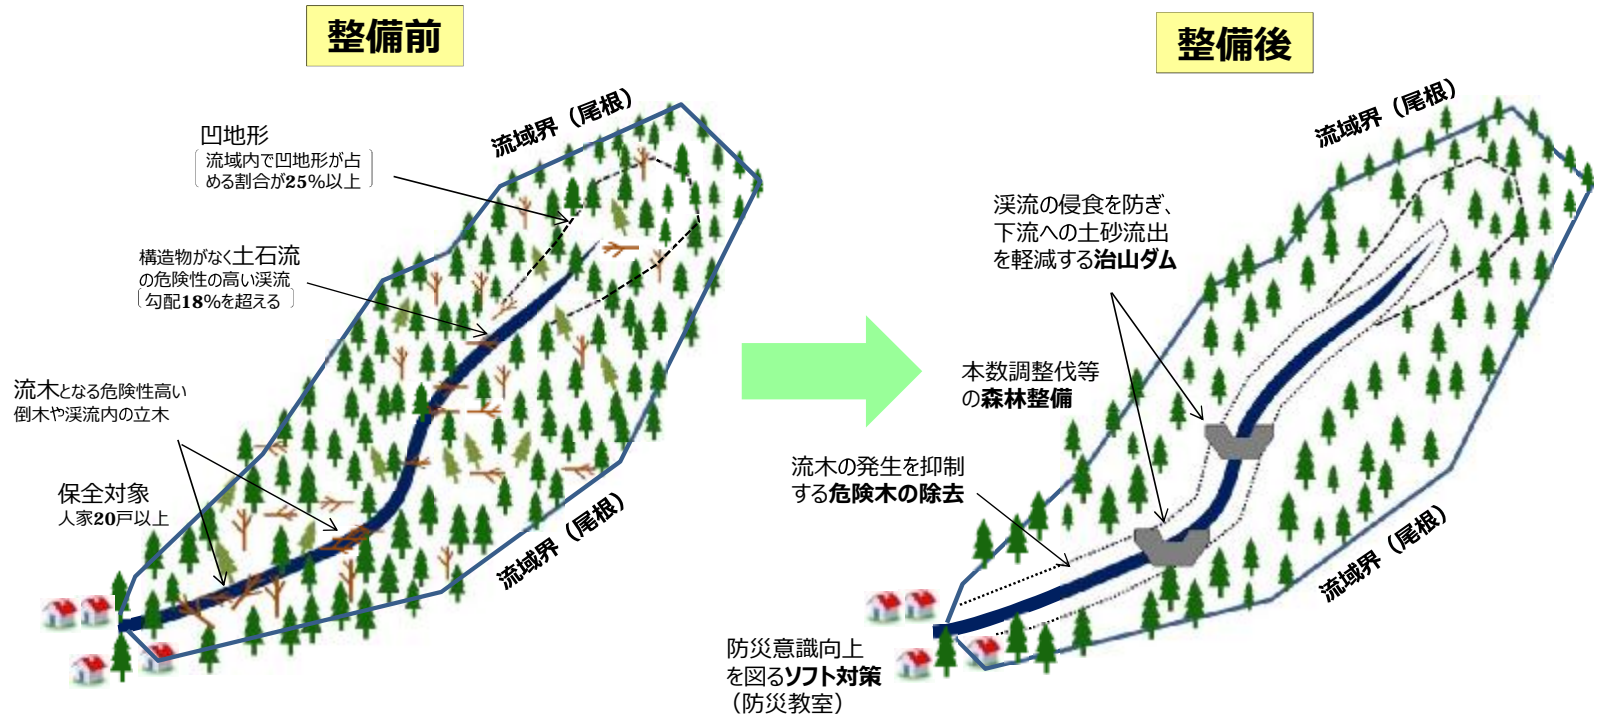 整備前
流域界（尾根）
凹地形
流域内で凹地形が占
める割合が25%以上
構造物がなく土石流
の危険性の高い渓流
勾配18%を超える
流木となる危険性高い
倒木や渓流内の立木
保全対象
人家20戸以上
流域界（尾根）
整備後
流域界（尾根）
渓流の侵食を防ぎ、
下流への土砂流出
を軽減する治山ダム
本数調整伐等
の森林整備
流木の発生を抑制
する危険木の除去
流域界（尾根）
防災意識向上
を図るソフト対策
（防災教室）